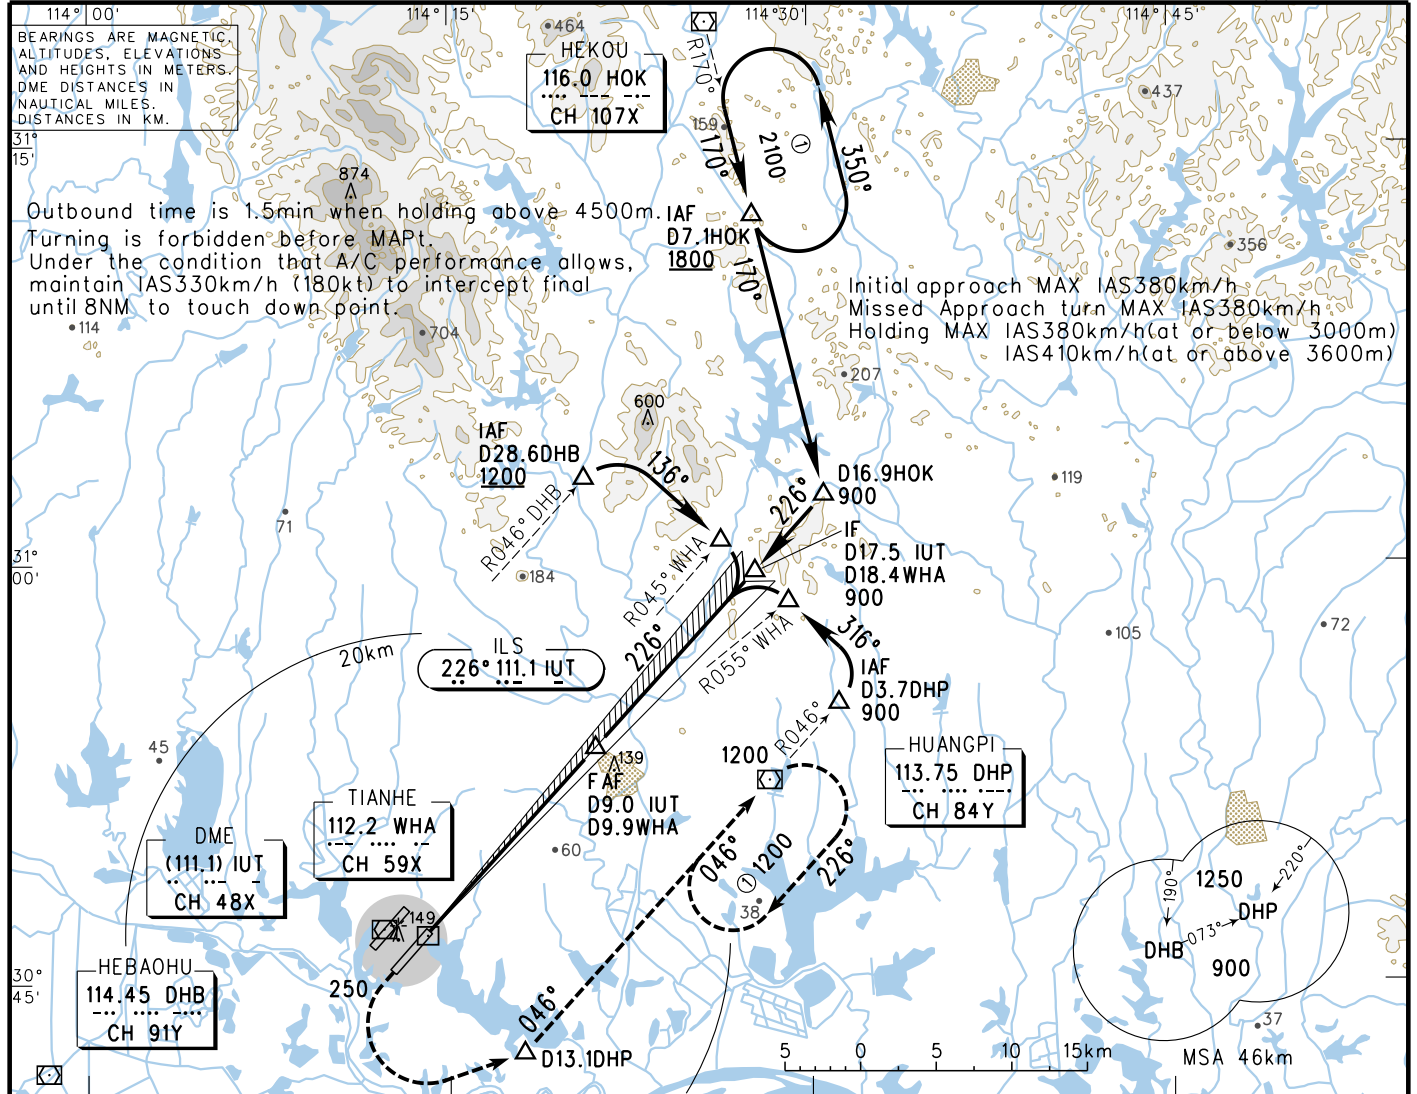 114° 00'
114° 15'
114° 30'
114° 45'
BEARINGS ARE MAGNETIC,
ALTITUDES, ELEVATIONS
AND HEIGHTS IN METERS.
DME DISTANCES IN
NAUTICAL MILES.
DISTANCES IN KM.
464
HEKOU
116.0 HOK
CH 107X
R170°
437
159
170°
2100
1
350°
31°
15'
874
Outbound time is 1.5min when holding above 4500m.
Turning is forbidden before MAPt.
Under the condition that A/C performance allows,
maintain IAS330km/h (180kt) to intercept final
until 8NM to touch down point.
IAF
D7.1HOK
1800
170°
356
Initial approach MAX IAS380km/h
Missed Approach turn MAX IAS380km/h
Holding MAX IAS380km/h(at or below 3000m)
IAS410km/h(at or above 3600m)
114
704
207
600
IAF
D28.6DHB
1200
136°
R046° DHB
D16.9HOK
900
226°
119
71
IF
D17.5 IUT
D18.4WHA
900
31°
00'
184
R045° WHA
226°
R055° WHA
316°
105
72
ILS
226° 111.1 IUT
20km
IAF
D3.7DHP
900
R046°
45
139
FAF
D9.0 IUT
D9.9WHA
1200
HUANGPI
113.75 DHP
CH 84Y
TIANHE
112.2 WHA
CH 59X
DME
(111.1) IUT
CH 48X
60
046°
1 1200
226°
38
149
190°
1250
220°
DHP
073°
DHB
900
30°
45'
HEBAOHU
114.45 DHB
CH 91Y
250
046°
D13.1DHP
37
5 0 5 10 15km
MSA 46km